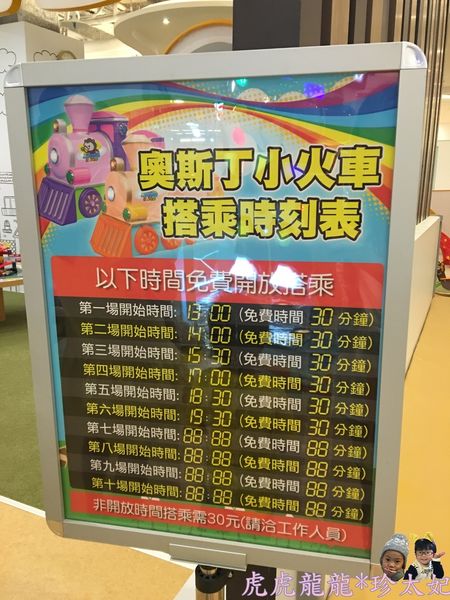 奧斯丁小火車
搭乘時刻表
以下時間免費開放搭乘
第一場開始時間: 13:00 (免費時間 30 分鐘)
第二場開始時間: 14:00 (免費時間 30 分鐘)
第三場開始時間: 15:30 (免費時間 30 分鐘)
第四場開始時間: 17:00 (免費時間 30 分鐘)
第五場開始時間: 18:30 (免費時間 30 分鐘)
第六場開始時間: 19:30 (免費時間 30 分鐘)
第七場開始時間: 88:88 (免費時間 88 分鐘)
第八場開始時間: 88:88 (免費時間 88 分鐘)
第九場開始時間: 88:88 (免費時間 88 分鐘)
第十場開始時間: 88:88 (免費時間 88 分鐘)
非開放時間搭乘需30元(請洽工作人員)
虎虎龍龍*珍太妃